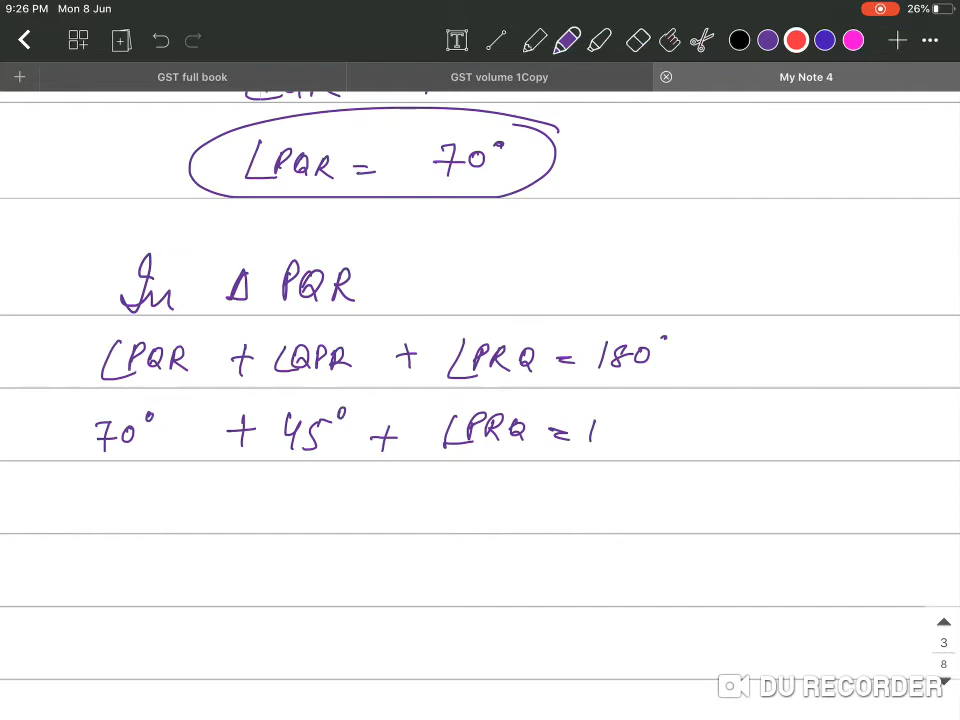 9:26 PM Mon 8 Jun 26%
GST full book GST volume 1Copy My Note 4
∠PQR = 70°
In Δ PQR
∠PQR + ∠QPR + ∠PRQ = 180°
70° + 45° + ∠PRQ = 1
3
8
DU RECORDER